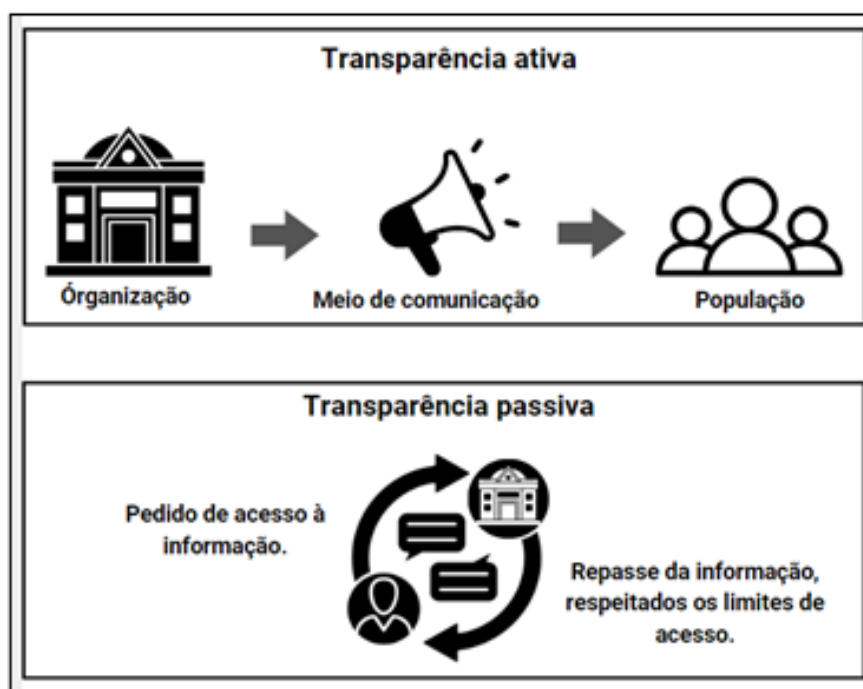 Transparência ativa
Órganização
Meio de comunicação
População
Transparência passiva
Pedido de acesso à
informação.
Repasse da informação,
respeitados os limites de
acesso.